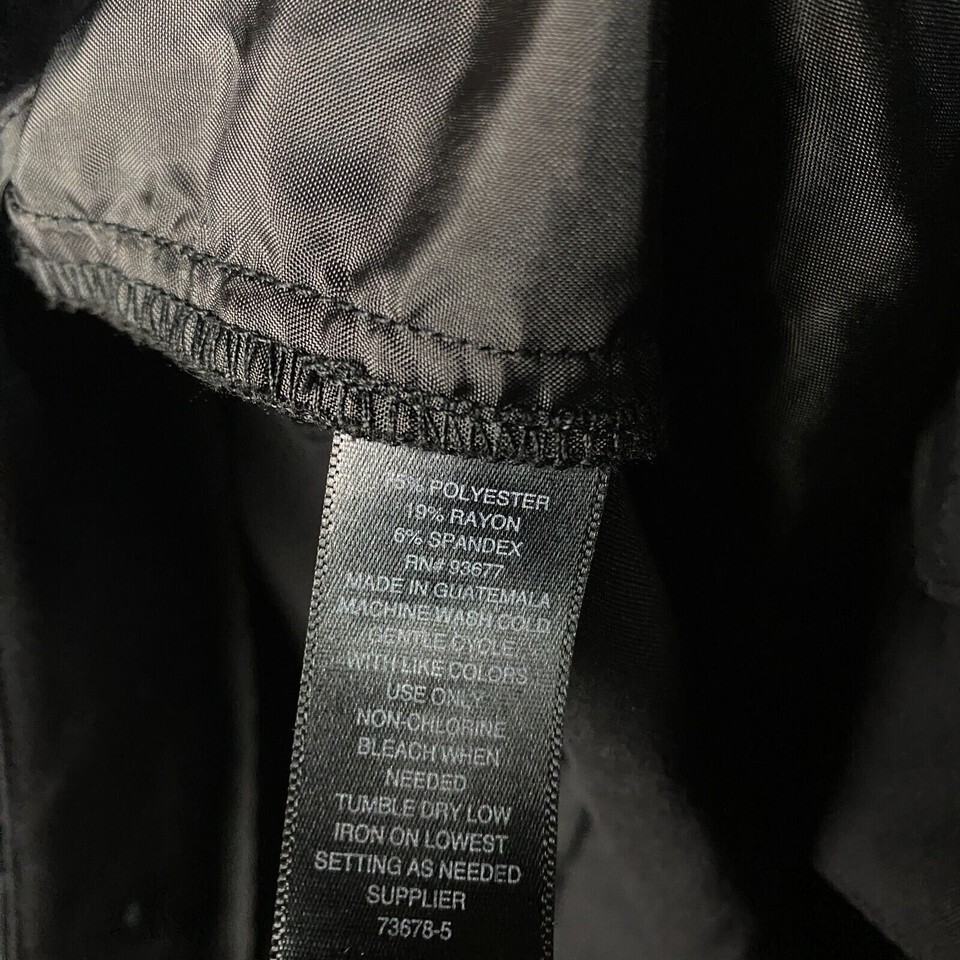 75% POLYESTER
19% RAYON
6% SPANDEX
RN# 93677
MADE IN GUATEMALA
MACHINE WASH COLD
GENTLE CYCLE
WITH LIKE COLORS
USE ONLY
NON-CHLORINE
BLEACH WHEN
NEEDED
TUMBLE DRY LOW
IRON ON LOWEST
SETTING AS NEEDED
SUPPLIER
73678-5